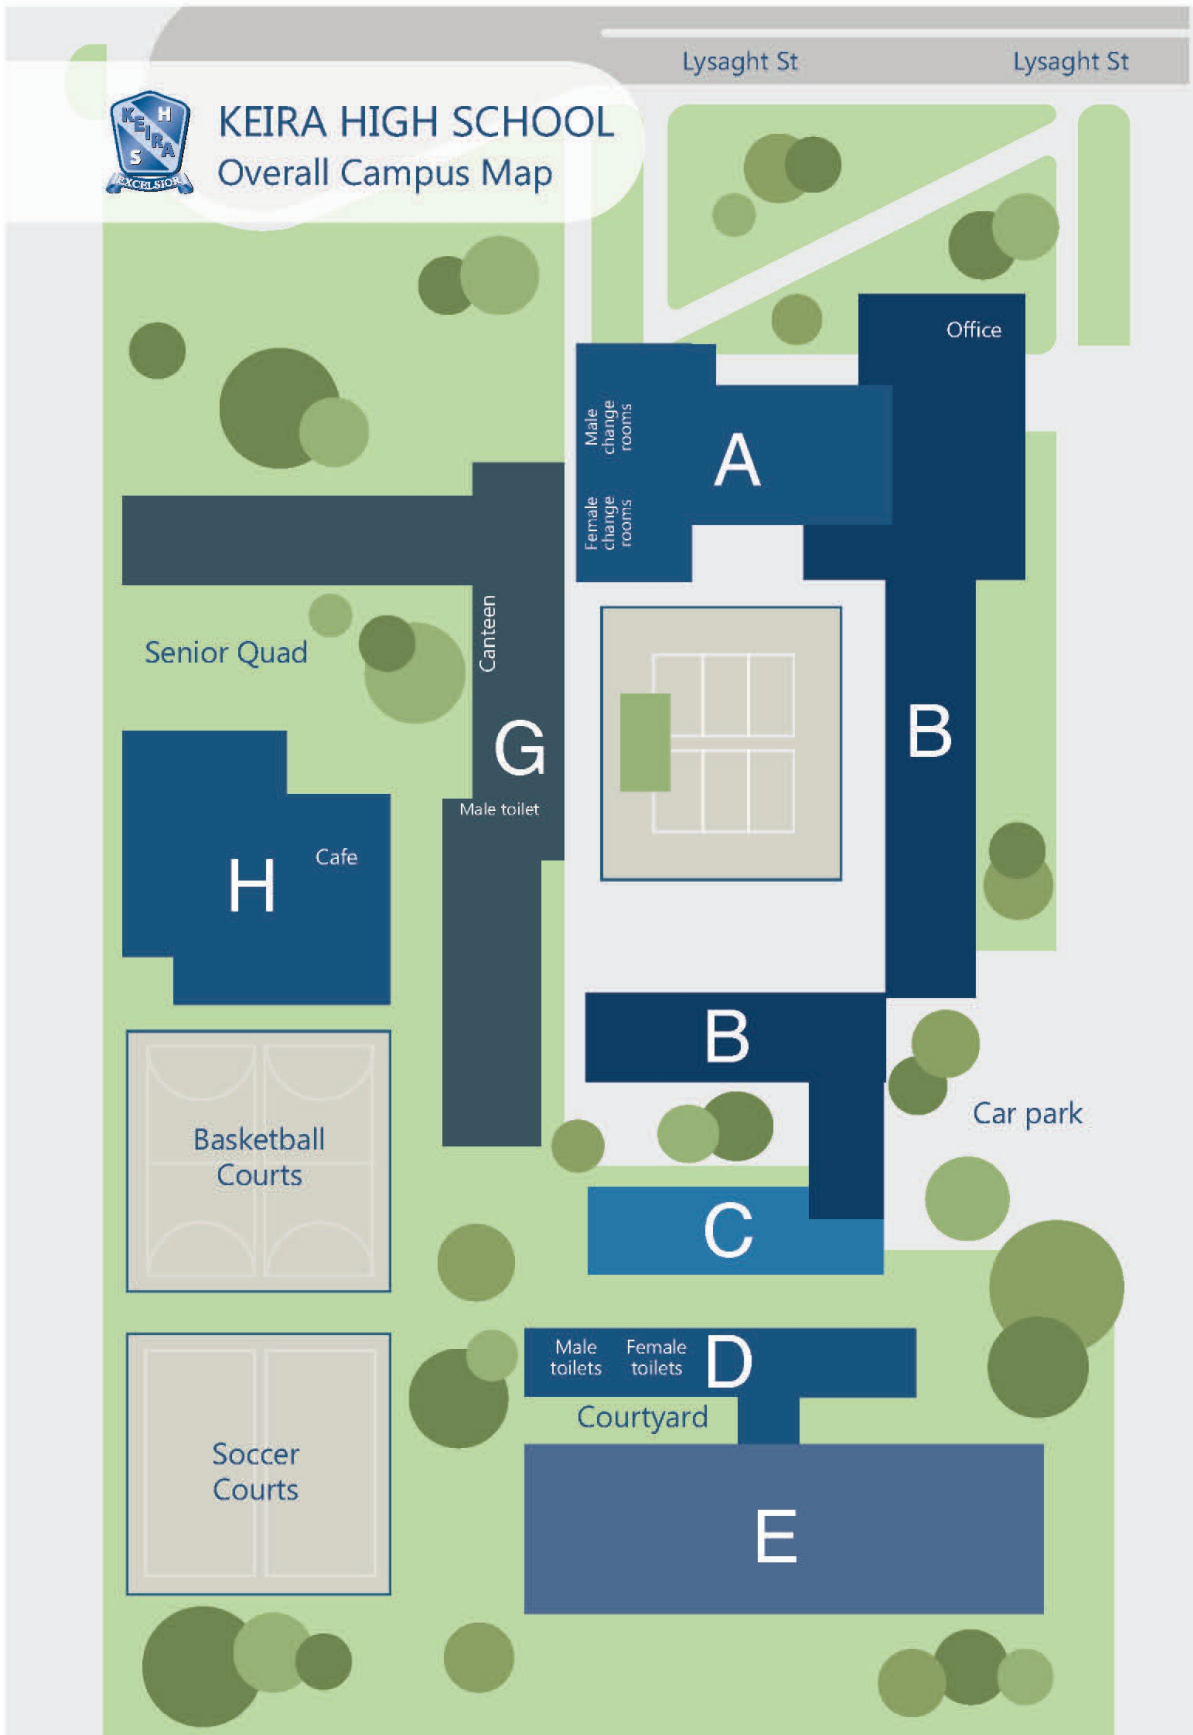 Lysaght St
Lysaght St
KEIRA
H
S
EXCELSIOR
KEIRA HIGH SCHOOL
Overall Campus Map
Office
Male
change
rooms
A
Female
change
rooms
Canteen
Senior Quad
B
G
Male toilet
Cafe
H
B
Car park
Basketball
Courts
C
Male
toilets
Female
toilets
D
Courtyard
Soccer
Courts
E